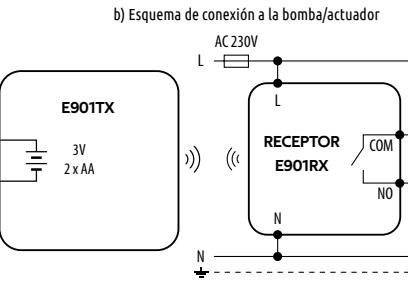 b) Esquema de conexión a la bomba/actuador
AC 230V
L
E901TX
3V
2 x AA
L
RECEPTOR
E901RX
COM
NO
N
N